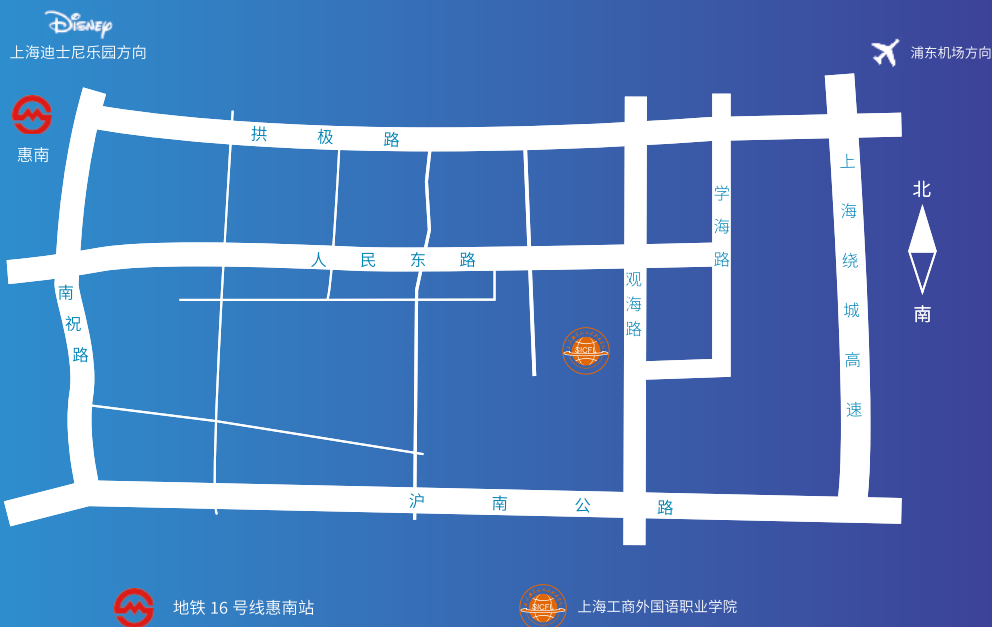 Disney
上海迪士尼乐园方向
浦东机场方向
惠南
拱极路
人民东路
南祝路
学海路
观海路
上海绕城高速
北
南
SICFL
沪南公路
地铁 16 号线惠南站
SICFL
上海工商外国语职业学院